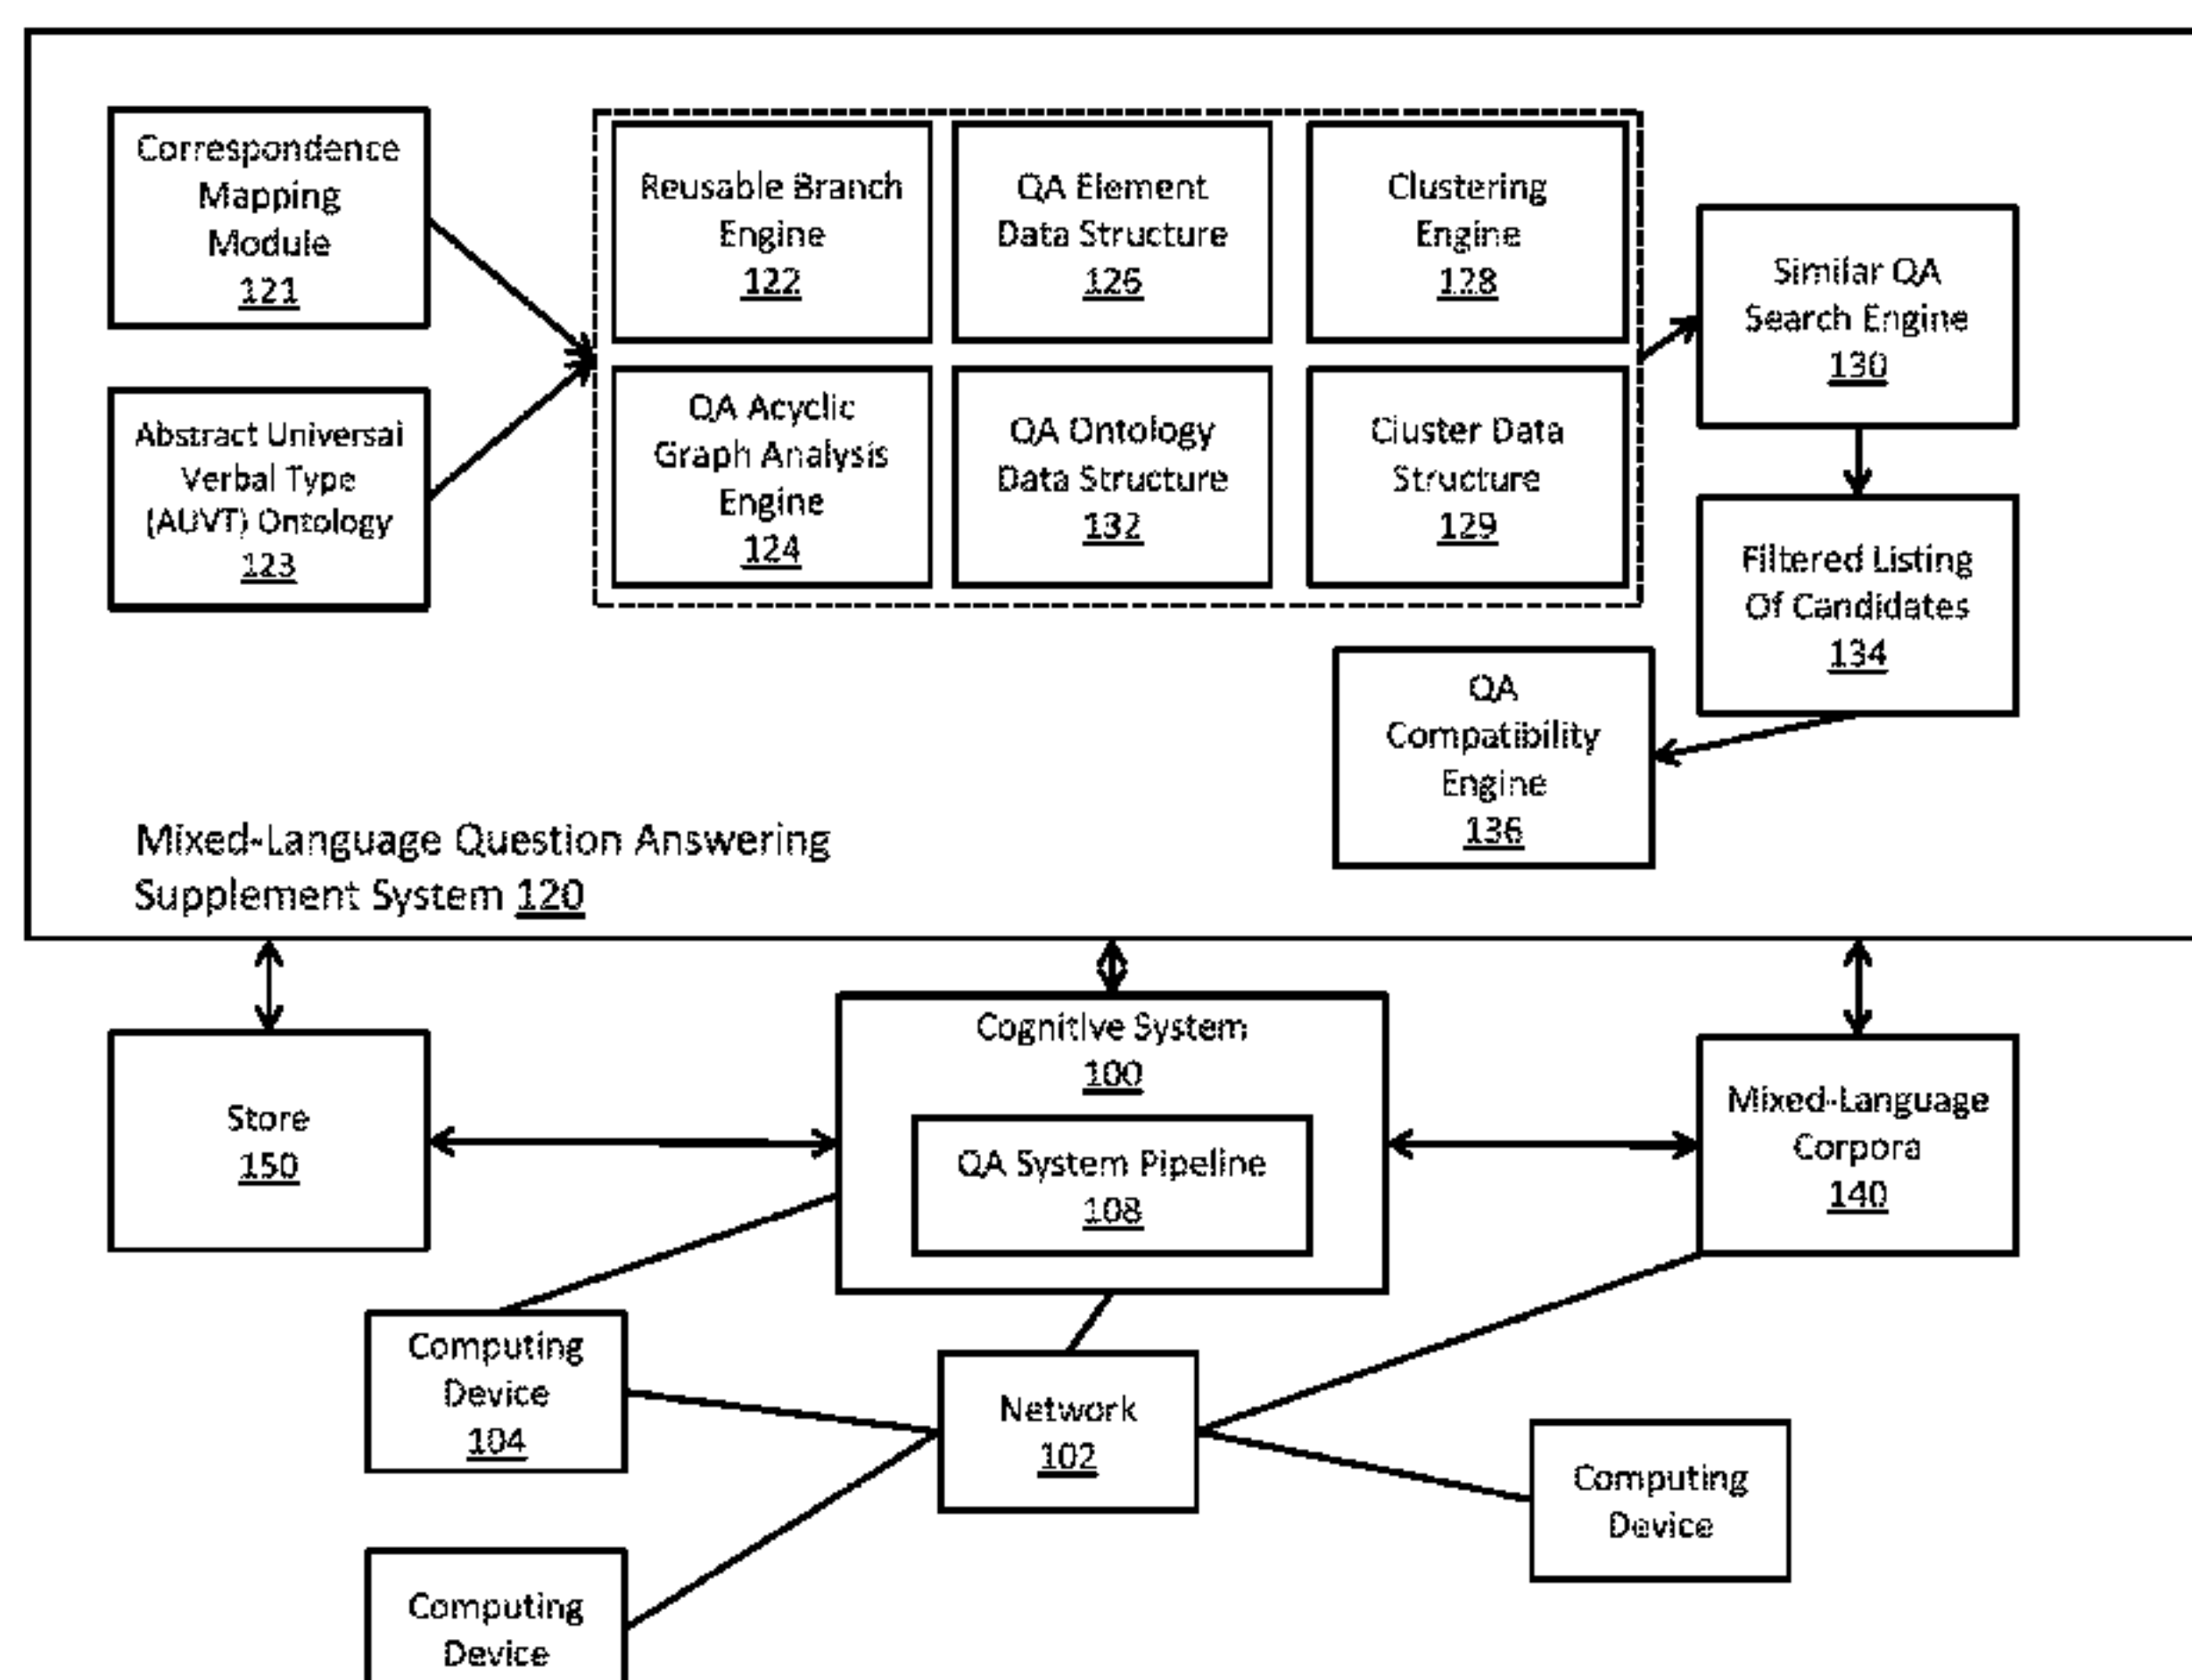 Correspondence
Mapping
Module
121
Abstract Universal
Verbal Type
(AUVT) Ontology
123
Reusable Branch
Engine
122
QA Element
Data Structure
126
Clustering
Engine
128
QA Acyclic
Graph Analysis
Engine
124
QA Ontology
Data Structure
132
Cluster Data
Structure
129
Similar QA
Search Engine
130
Filtered Listing
Of Candidates
134
QA
Compatibility
Engine
136
Mixed-Language Question Answering
Supplement System 120
Store
150
Cognitive System
100
QA System Pipeline
108
Mixed-Language
Corpora
140
Computing
Device
104
Network
102
Computing
Device
Computing
Device